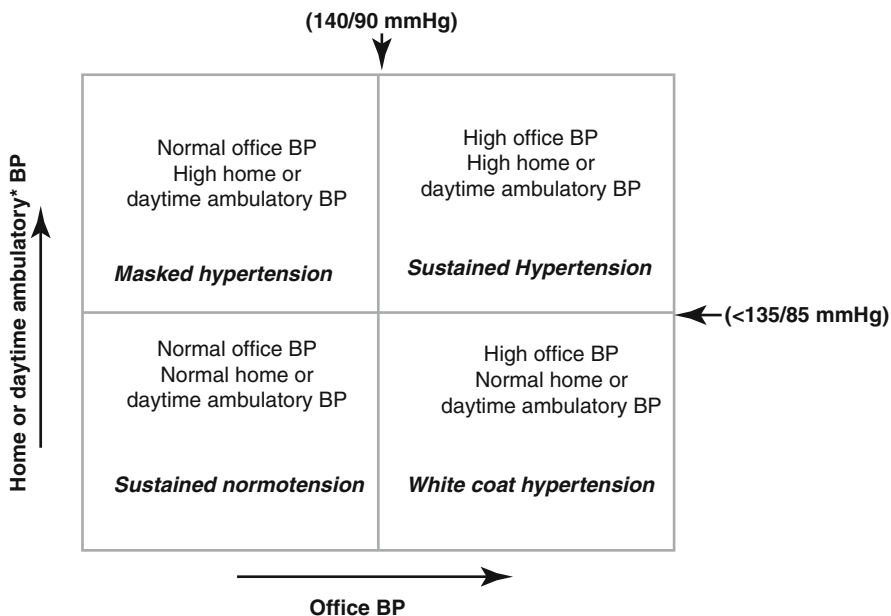 (140/90 mmHg)
Home or daytime ambulatory* BP
Normal office BP
High home or
daytime ambulatory BP
Masked hypertension
High office BP
High home or
daytime ambulatory BP
Sustained Hypertension
(<135/85 mmHg)
Normal office BP
Normal home or
daytime ambulatory BP
Sustained normotension
High office BP
Normal home or
daytime ambulatory BP
White coat hypertension
Office BP